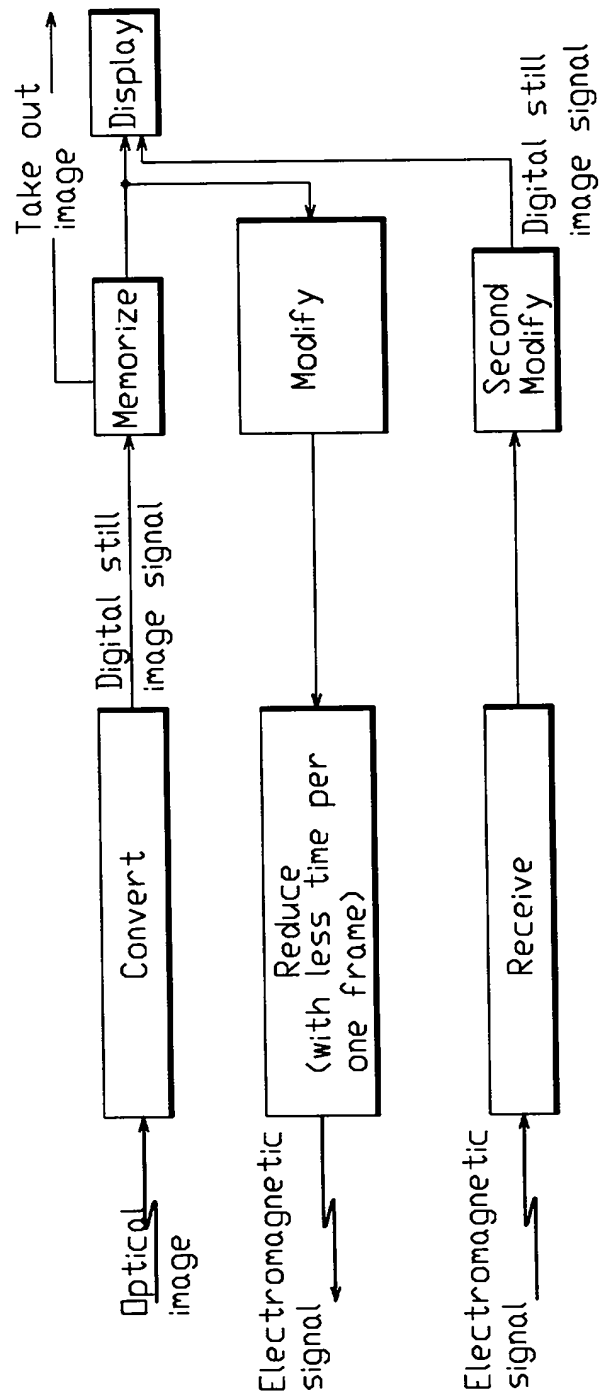 Optical
image
Convert
Digital still
image signal
Memorize
Take out
image
Display
Electromagnetic
signal
Reduce
(with less time per
one frame)
Modify
Electromagnetic
signal
Receive
Second
Modify
Digital still
image signal